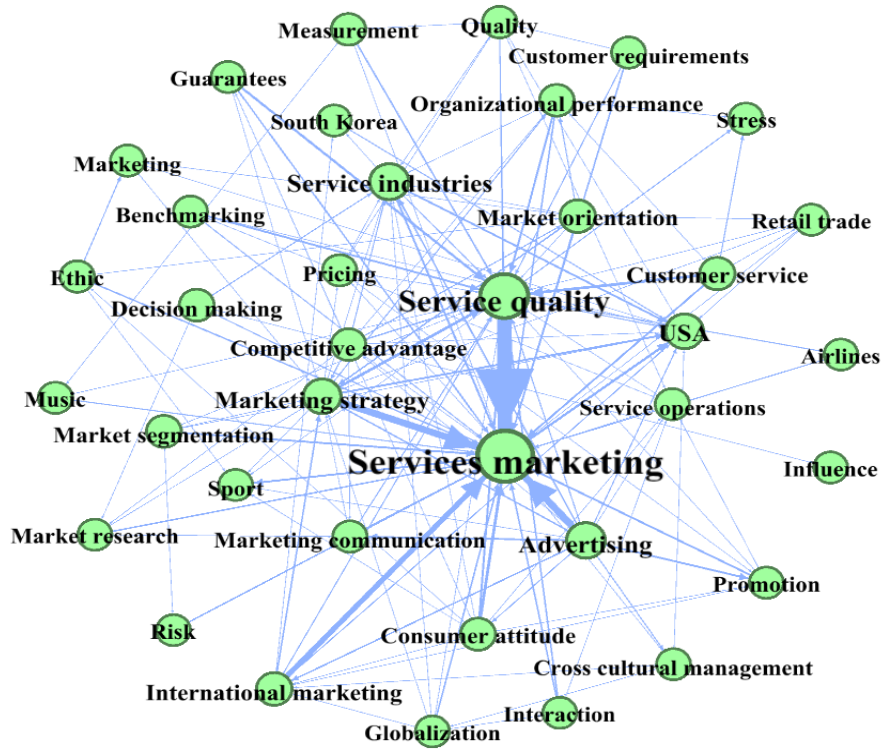 Measurement
Quality
Customer requirements
Guarantees
Organizational performance
South Korea
Stress
Marketing
Service industries
Benchmarking
Market orientation
Retail trade
Ethic
Pricing
Customer service
Decision making
Service quality
USA
Competitive advantage
Airlines
Music
Marketing strategy
Service operations
Market segmentation
Services marketing
Influence
Sport
Market research
Marketing communication
Advertising
Promotion
Risk
Consumer attitude
Cross cultural management
International marketing
Interaction
Globalization